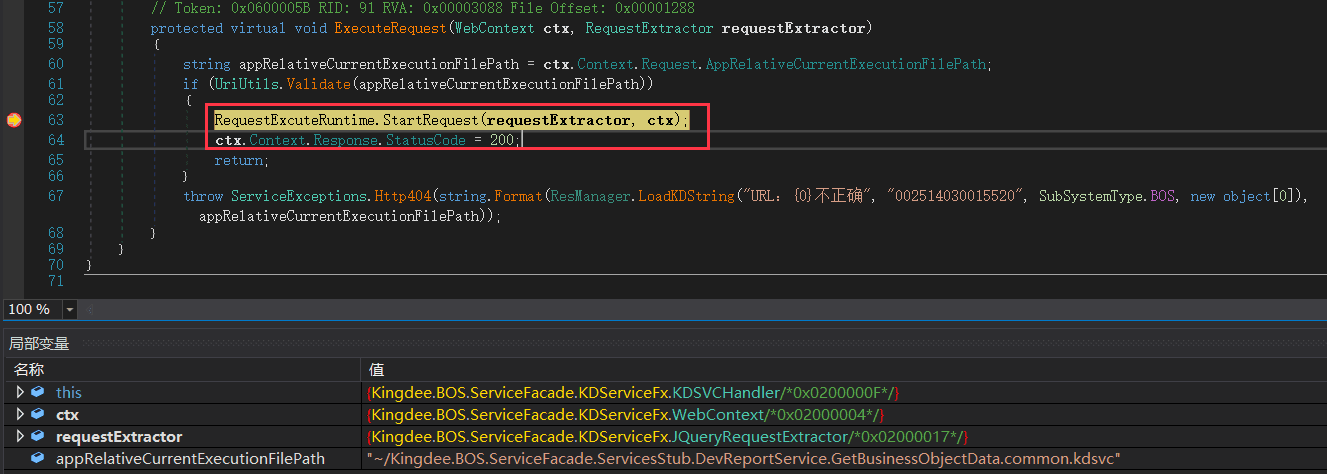 57 // Token: 0x0600005B RID: 91 RVA: 0x00003088 File Offset: 0x00001288
58 protected virtual void ExecuteRequest(WebContext ctx, RequestExtractor requestExtractor)
59 {
60 string appRelativeCurrentExecutionFilePath = ctx.Context.Request.AppRelativeCurrentExecutionFilePath;
61 if (UriUtils.Validate(appRelativeCurrentExecutionFilePath))
62 {
63 RequestExcuteRuntime.StartRequest(requestExtractor, ctx);
64 ctx.Context.Response.StatusCode = 200;
65 return;
66 }
67 throw ServiceExceptions.Http404(string.Format(ResManager.LoadKDString("URL：{0}不正确", "002514030015520", SubSystemType.BOS, new object[0]),
appRelativeCurrentExecutionFilePath));
68 }
69 }
70 }
71
100 %
局部变量
名称 值
this {Kingdee.BOS.ServiceFacade.KDServiceFx.KDSVCHandler/*0x0200000F*/}
ctx {Kingdee.BOS.ServiceFacade.KDServiceFx.WebContext/*0x02000004*/}
requestExtractor {Kingdee.BOS.ServiceFacade.KDServiceFx.JQueryRequestExtractor/*0x02000017*/}
appRelativeCurrentExecutionFilePath "~/Kingdee.BOS.ServiceFacade.ServicesStub.DevReportService.GetBusinessObjectData.common.kdsvc"